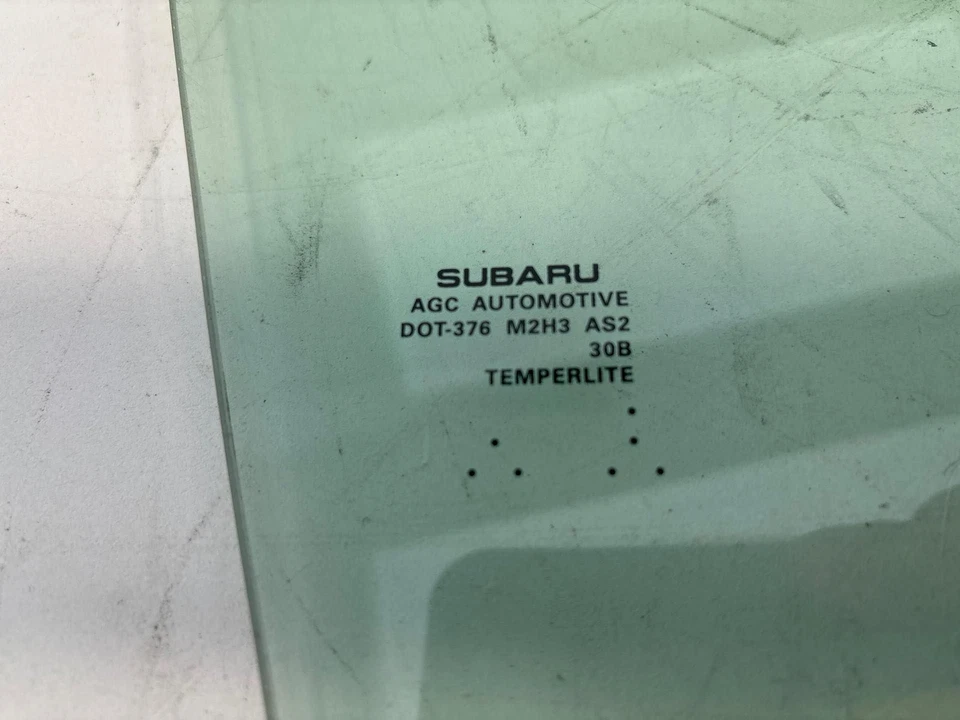 SUBARU
AGC AUTOMOTIVE
DOT-376 M2H3 AS2
30B
TEMPERLITE